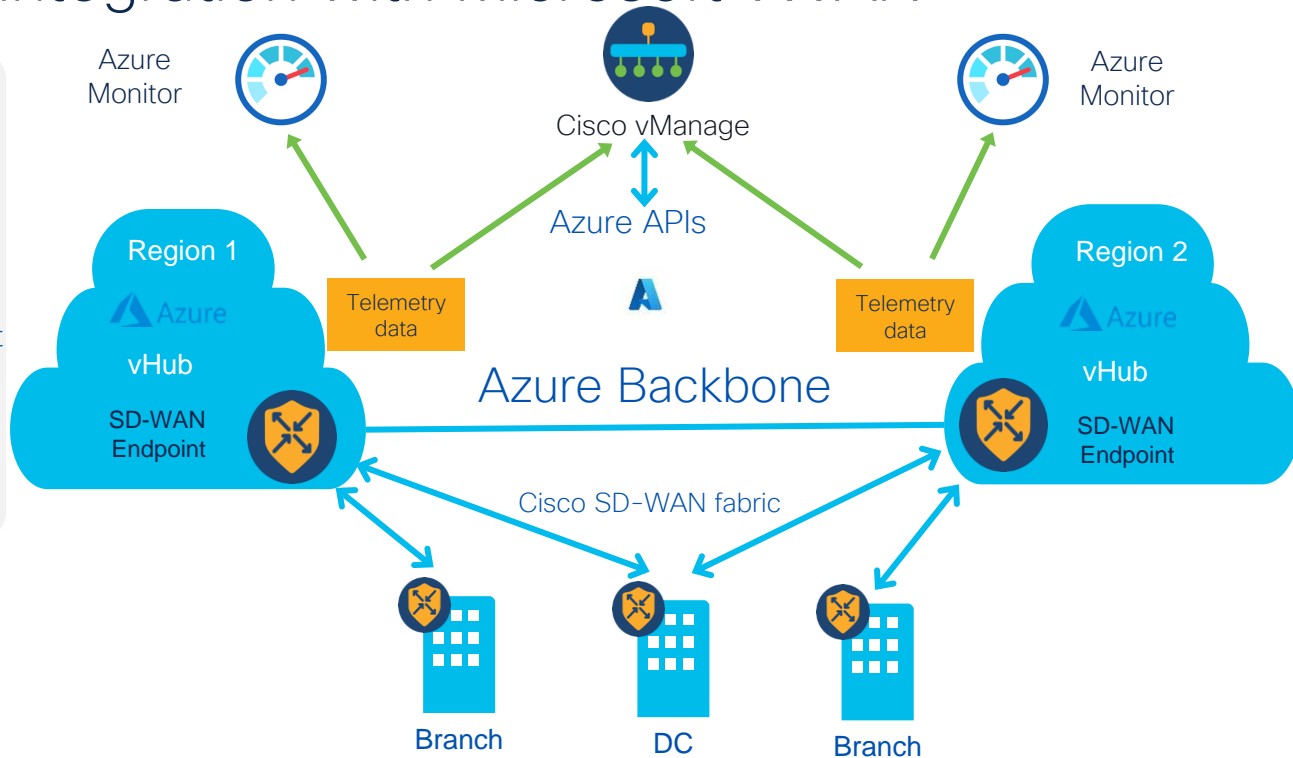 Azure
Monitor
Cisco vManage
Azure
Monitor
Azure APIs
Region 1
Azure
vHub
SD-WAN
Endpoint
Telemetry
data
Telemetry
data
Region 2
Azure
vHub
SD-WAN
Endpoint
Azure Backbone
Cisco SD-WAN fabric
Branch
DC
Branch